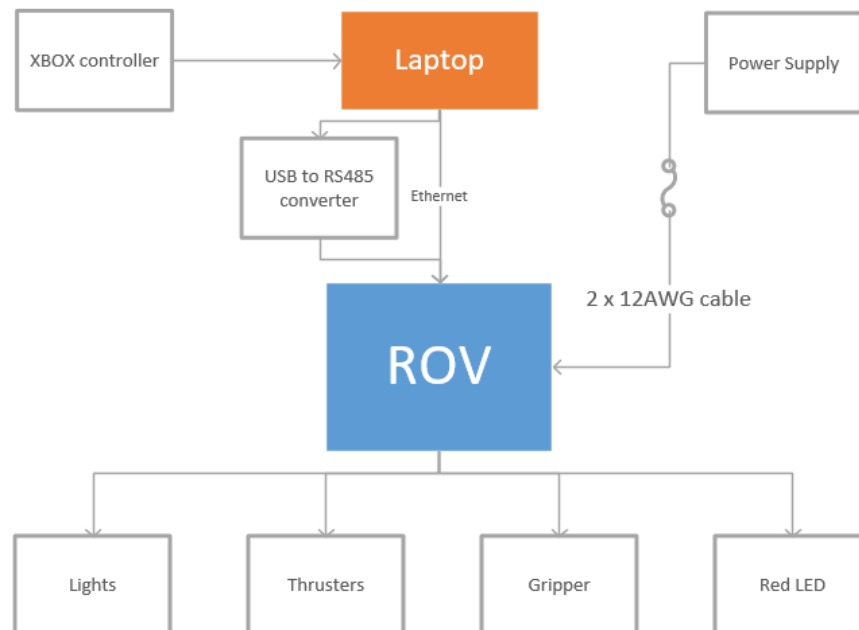 XBOX controller
Laptop
Power Supply
USB to RS485
converter
Ethernet
2 x 12AWG cable
ROV
Lights
Thrusters
Gripper
Red LED